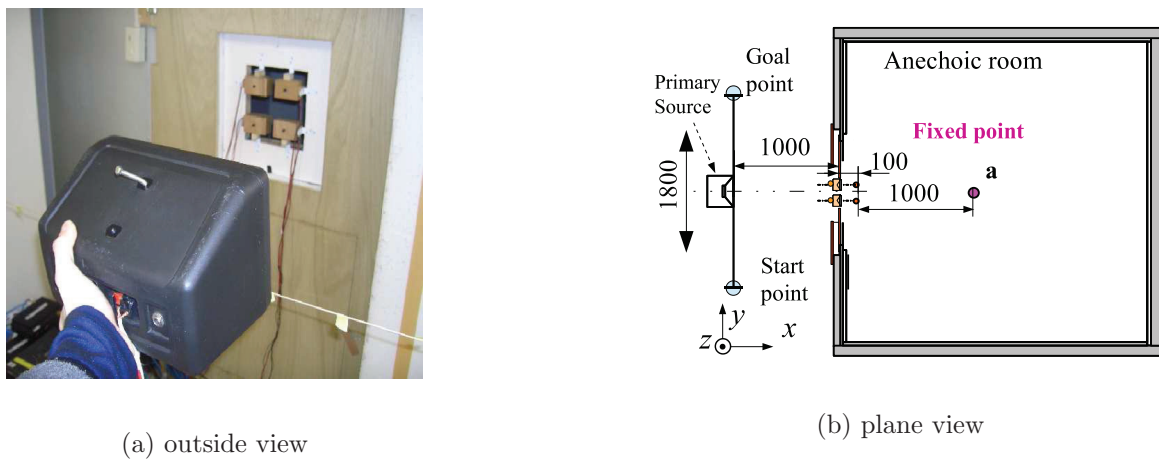 Goal
point
Anechoic room
Primary
Source
Fixed point
1000
100
1800
a
1000
Start
point
y
z
x
(a) outside view
(b) plane view